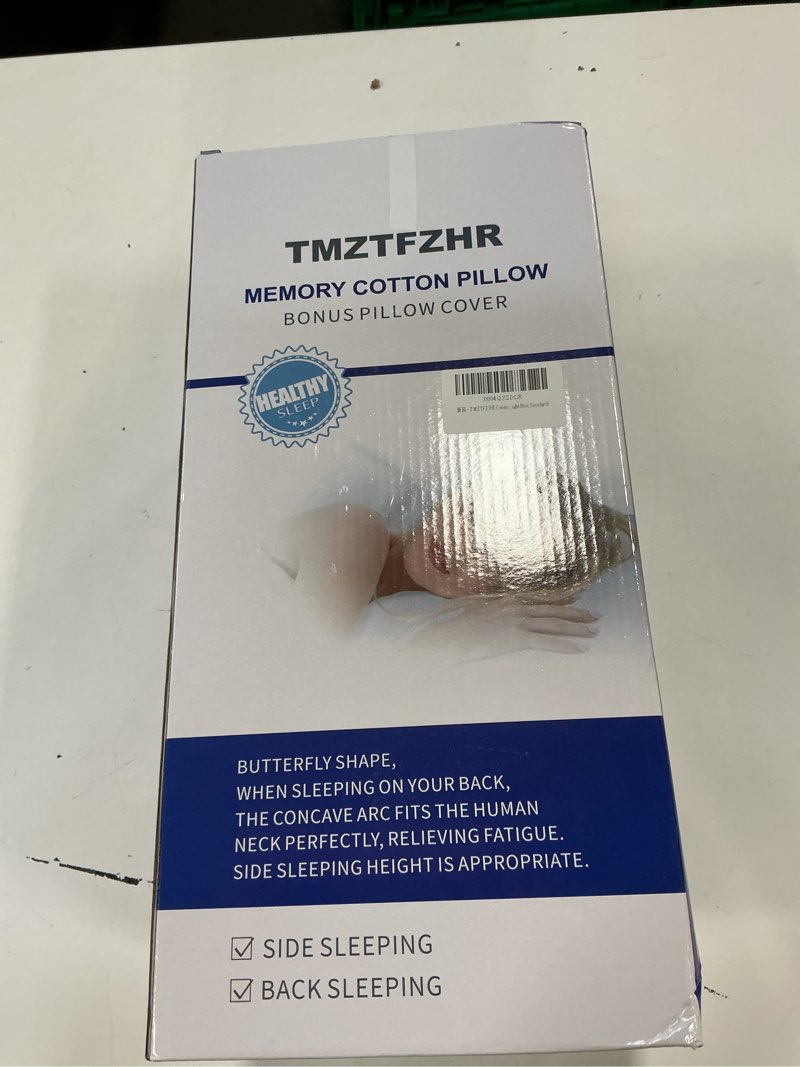 TMZTFZHR
MEMORY COTTON PILLOW
BONUS PILLOW COVER
HEALTHY
SLEEP
BUTTERFLY SHAPE,
WHEN SLEEPING ON YOUR BACK,
THE CONCAVE ARC FITS THE HUMAN
NECK PERFECTLY, RELIEVING FATIGUE.
SIDE SLEEPING HEIGHT IS APPROPRIATE.
SIDE SLEEPING
BACK SLEEPING